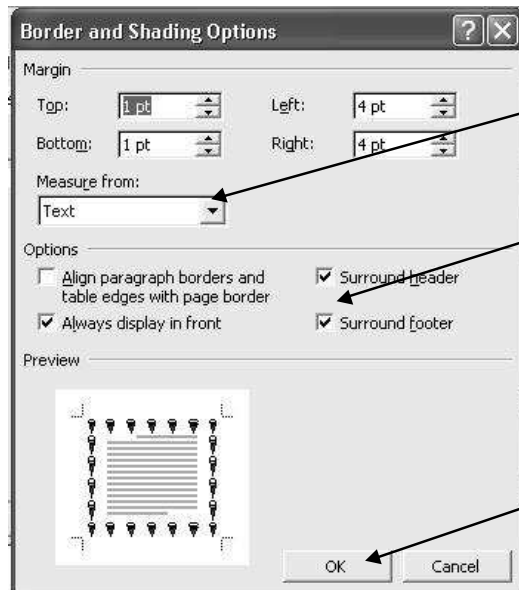 Border and Shading Options
Margin
Top: 1 pt Left: 4 pt
Bottom: 1 pt Right: 4 pt
Measure from:
Text
Options
Align paragraph borders and table edges with page border
Surround header
Always display in front
Surround footer
Preview
OK Cancel